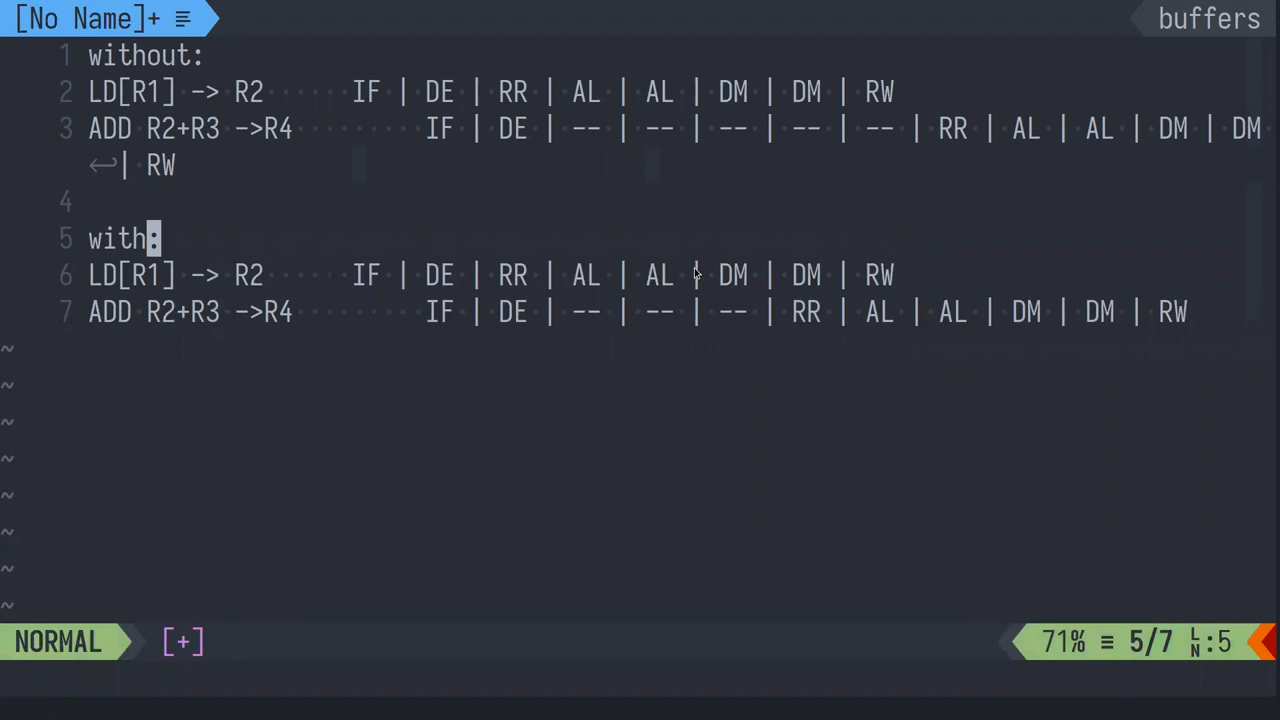 [No Name]+ ≡ buffers
1 without:
2 LD[R1] -> R2      IF | DE | RR | AL | AL | DM | DM | RW
3 ADD R2+R3 ->R4         IF | DE | -- | -- | -- | -- | -- | RR | AL | AL | DM | DM
↩| RW
4
5 with:
6 LD[R1] -> R2      IF | DE | RR | AL | AL | DM | DM | RW
7 ADD R2+R3 ->R4         IF | DE | -- | -- | -- | RR | AL | AL | DM | DM | RW
~
~
~
~
~
~
~
~
NORMAL [+] 71% ≡ 5/7 LN:5